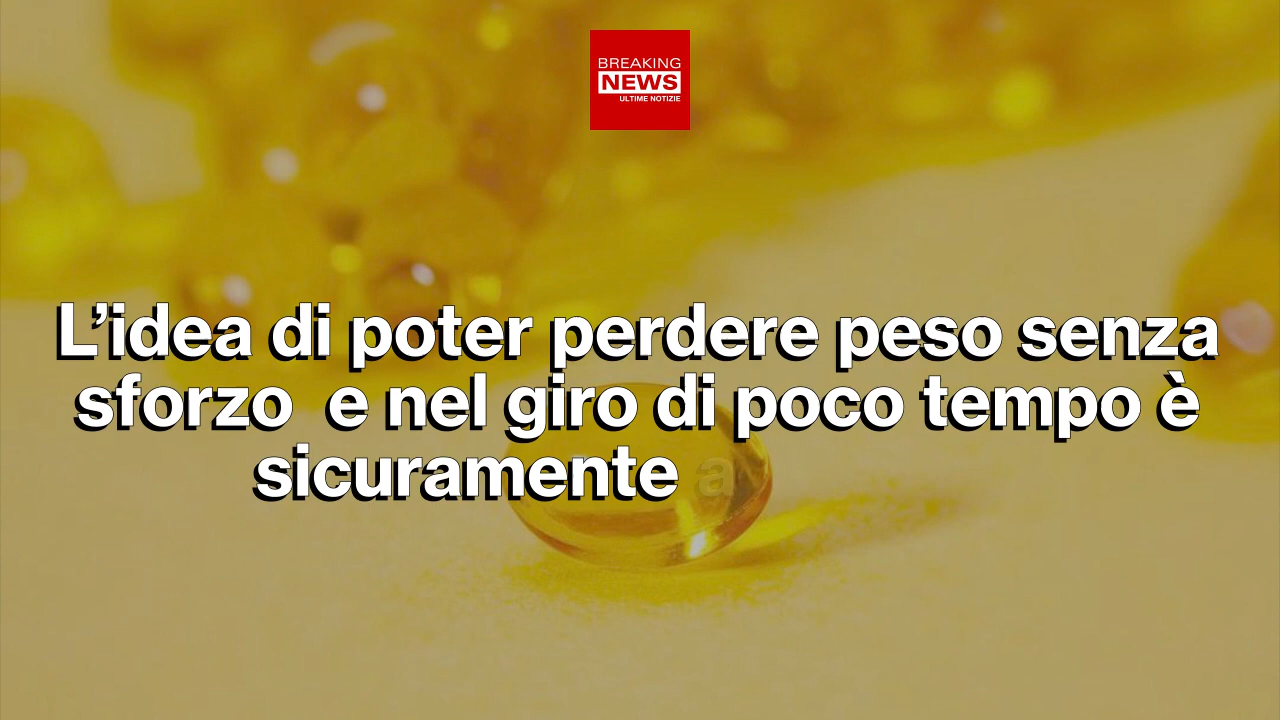 BREAKING
NEWS
ULTIME NOTIZIE
L’idea di poter perdere peso senza
sforzo  e nel giro di poco tempo è
sicuramente a